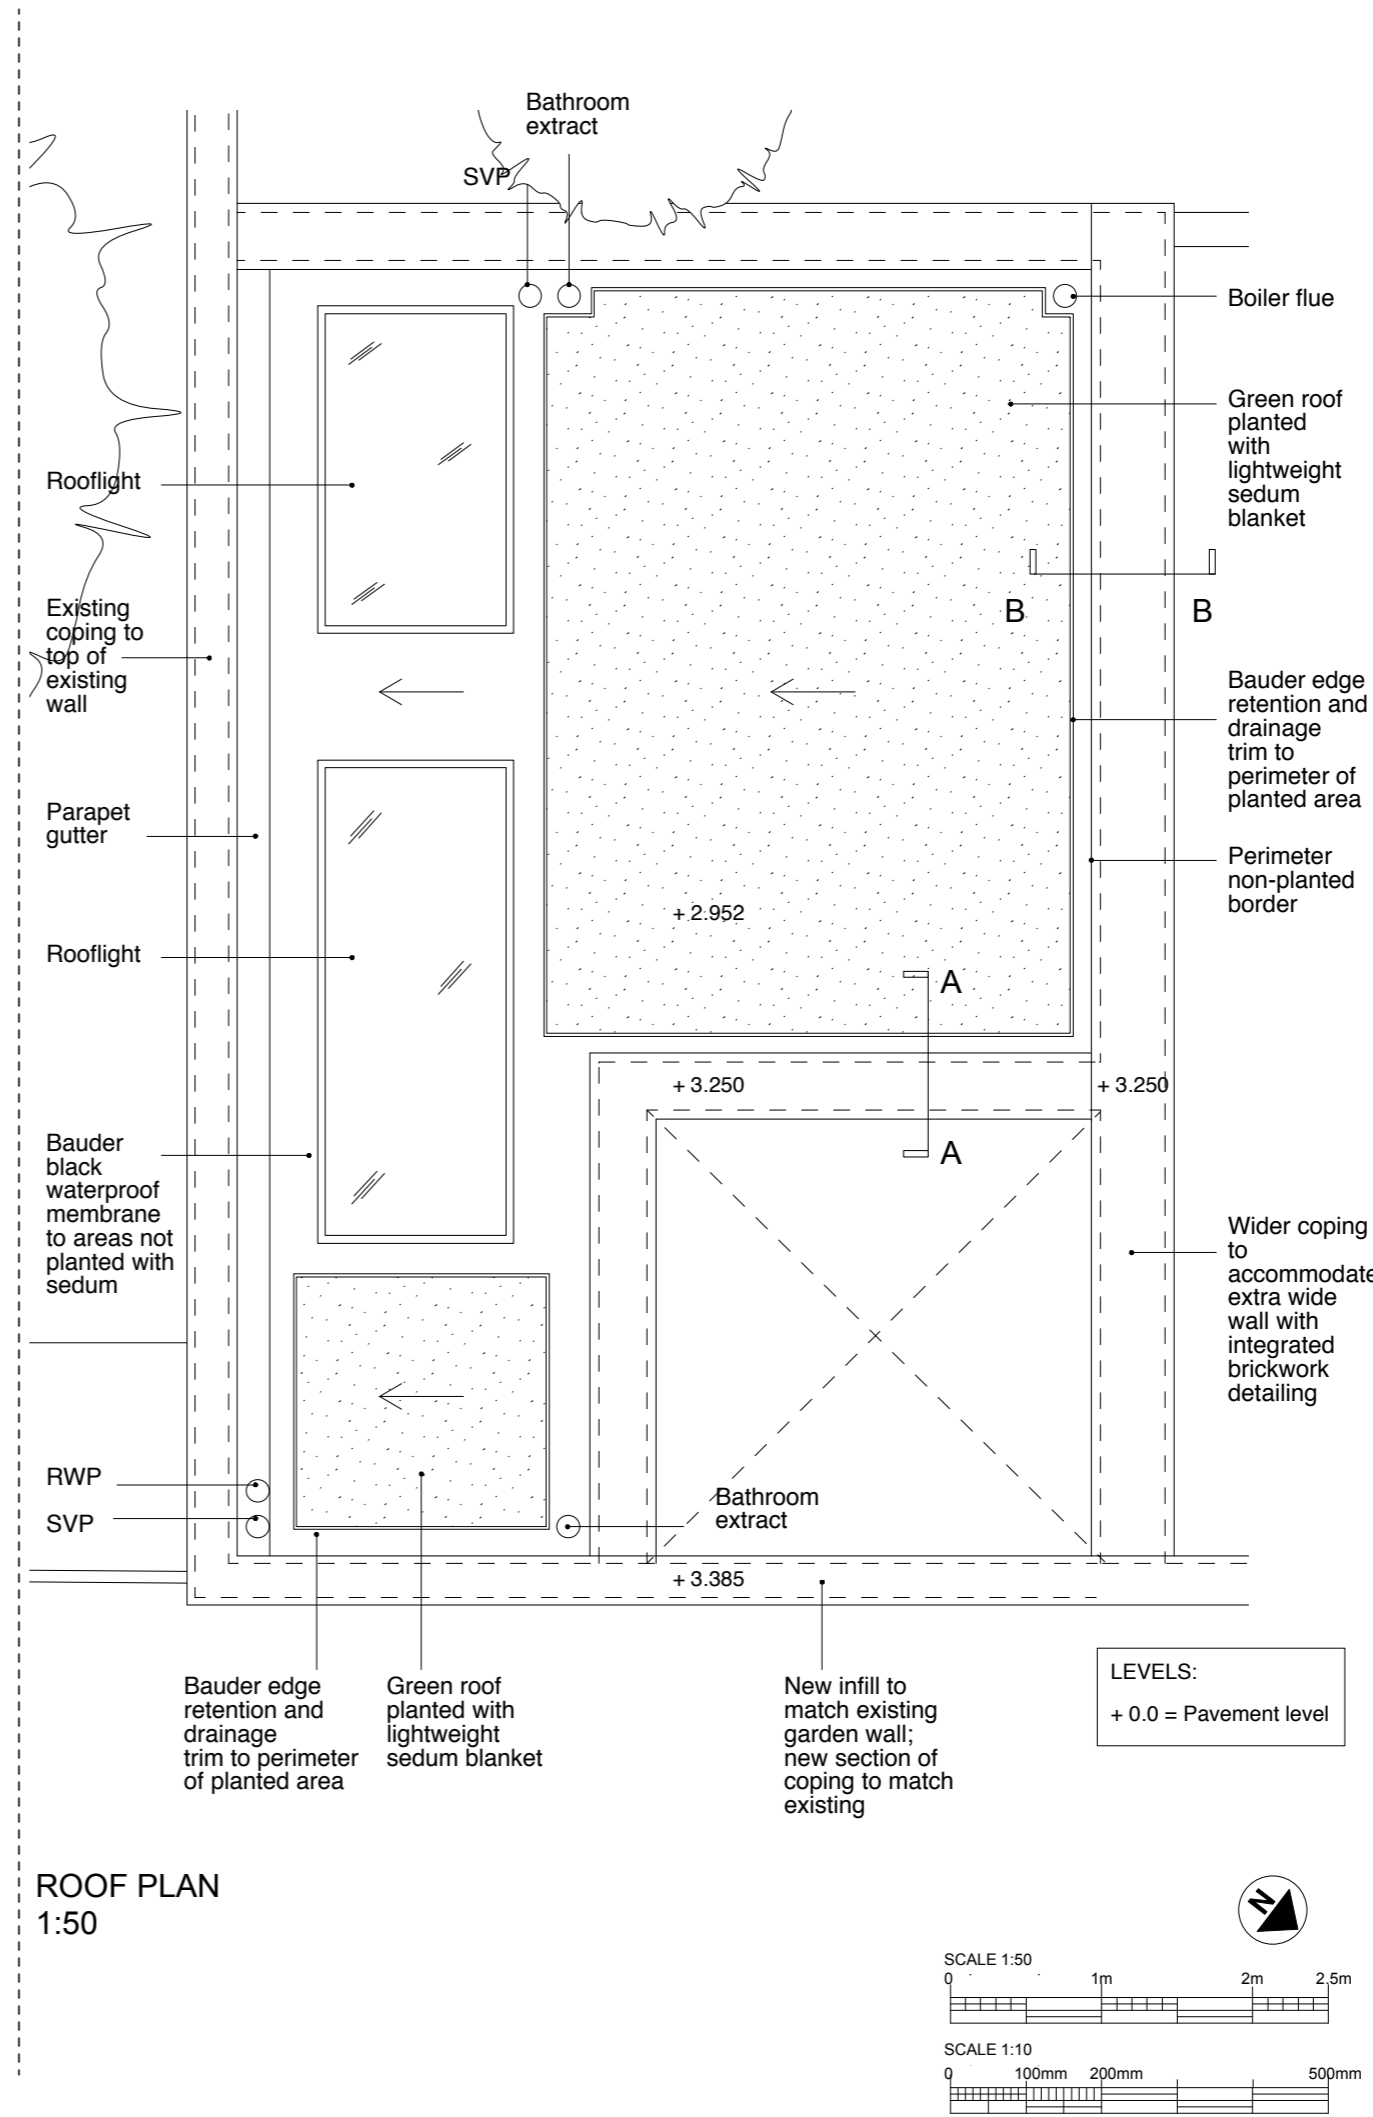 Bathroom
extract
SVP
Boiler flue
Green roof
planted
with
lightweight
sedum
blanket
Rooflight
B
B
Existing
coping to
top of
existing
wall
Bauder edge
retention and
drainage
trim to
perimeter of
planted area
Parapet
gutter
Perimeter
non-planted
border
+ 2.952
Rooflight
A
+ 3.250
+ 3.250
A
Bauder
black
waterproof
membrane
to areas not
planted with
sedum
Wider coping
to
accommodate
extra wide
wall with
integrated
brickwork
detailing
RWP
SVP
Bathroom
extract
+ 3.385
Bauder edge
retention and
drainage
trim to perimeter
of planted area
Green roof
planted with
lightweight
sedum blanket
New infill to
match existing
garden wall;
new section of
coping to match
existing
LEVELS:
+ 0.0 = Pavement level
ROOF PLAN
1:50
N
SCALE 1:50
0 1m 2m 2.5m
SCALE 1:10
0 100mm 200mm 500mm